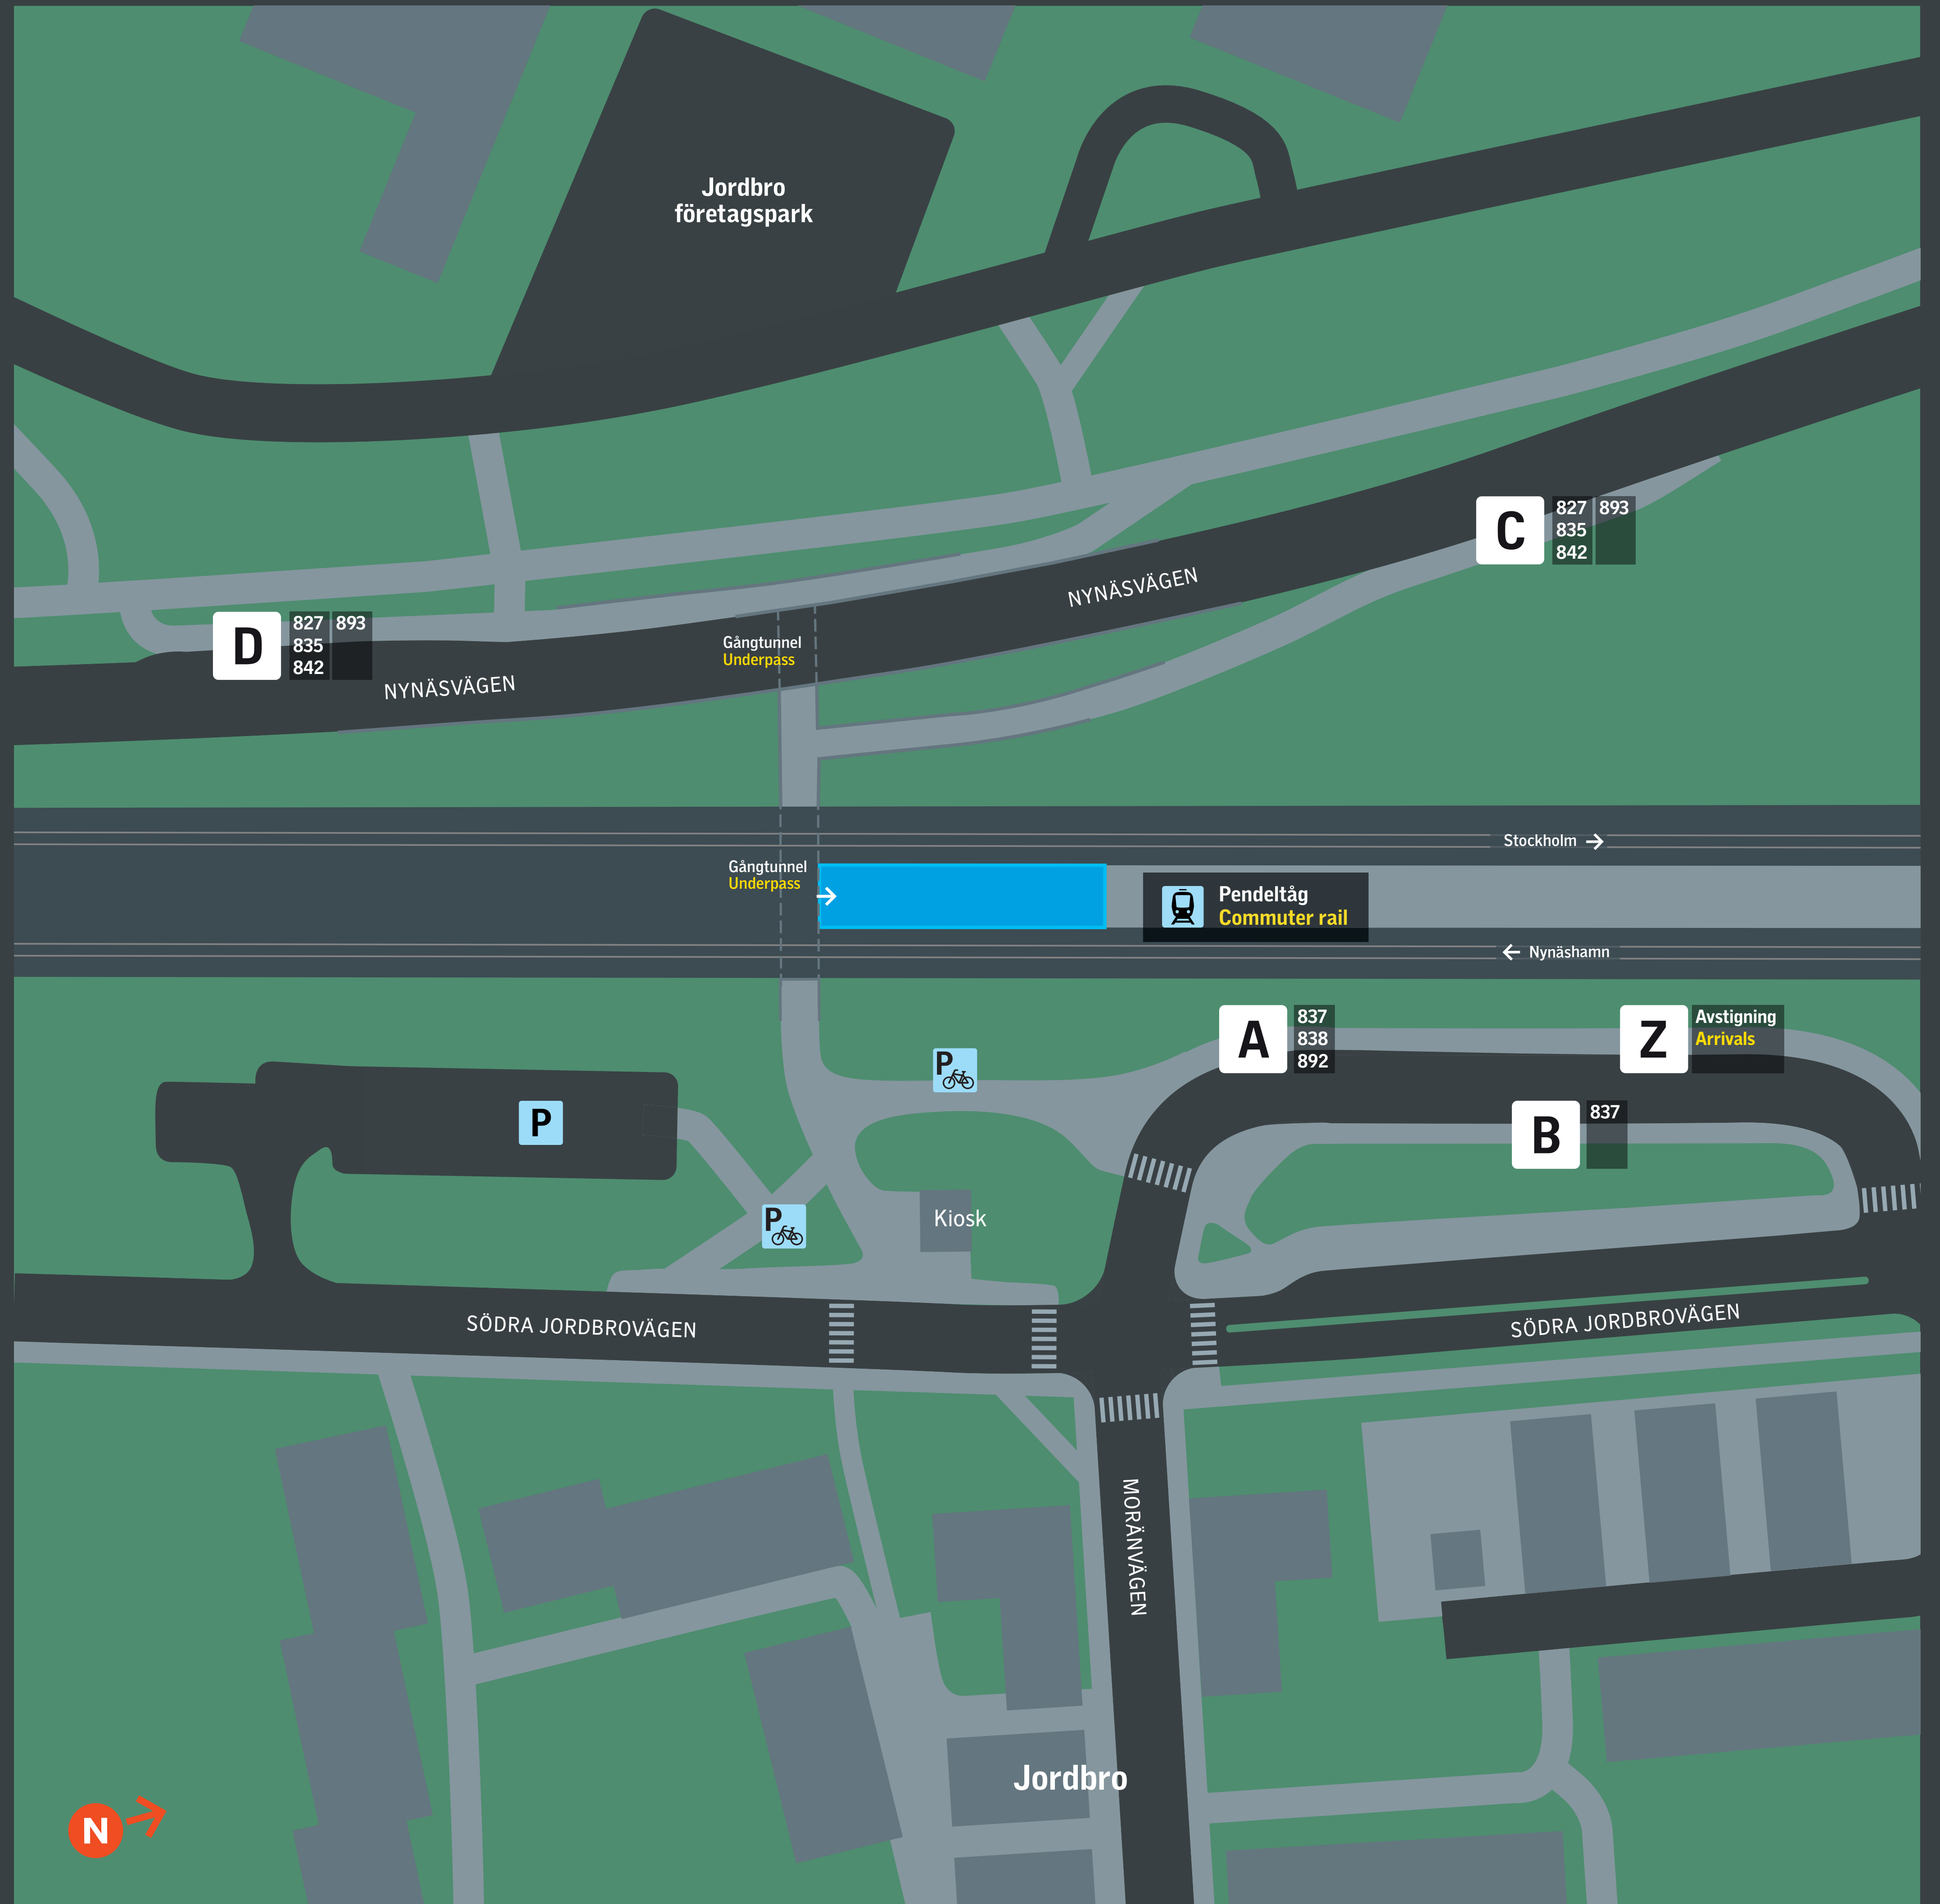 Jordbro
företagspark
C
827 893
835
842
NYNÄSVÄGEN
D
827 893
835
842
Gångtunnel
Underpass
NYNÄSVÄGEN
Stockholm
Gångtunnel
Underpass
Pendeltåg
Commuter rail
Nynäshamn
A
837
838
892
Z
Avstigning
Arrivals
P
P
B
837
P
Kiosk
SÖDRA JORDBROVÄGEN
SÖDRA JORDBROVÄGEN
MORÄNVÄGEN
Jordbro
N